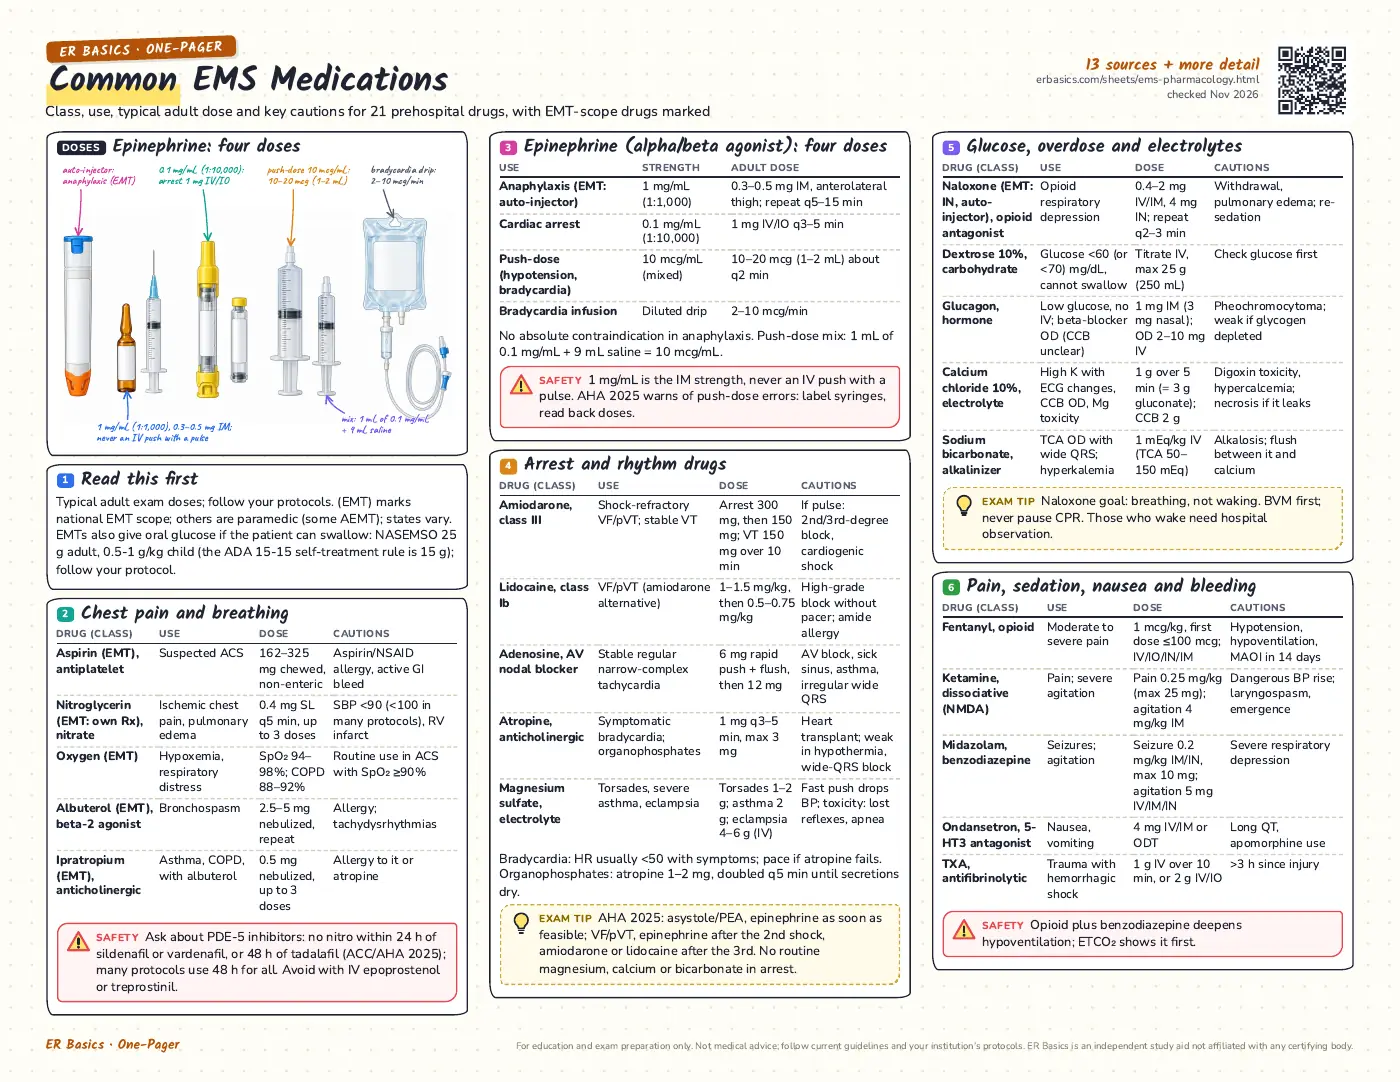 ER BASICS · ONE-PAGER
Common EMS Medications
Class, use, typical adult dose and key cautions for 21 prehospital drugs, with EMT-scope drugs marked
13 sources + more detail
erbasics.com/sheets/ems-pharmacology.html
checked Nov 2026
DOSES Epinephrine: four doses
auto-injector:
anaphylaxis (EMT)
0.1 mg/mL (1:10,000):
arrest 1 mg IV/IO
push-dose 10 mcg/mL:
10–20 mcg (1–2 mL)
bradycardia drip:
2–10 mcg/min
1 mg/mL (1:1,000), 0.3–0.5 mg IM;
never an IV push with a pulse
mix: 1 mL of 0.1 mg/mL
+ 9 mL saline
1 Read this first
Typical adult exam doses; follow your protocols. (EMT) marks
national EMT scope; others are paramedic (some AEMT); states vary.
EMTs also give oral glucose if the patient can swallow: NASEMSO 25
g adult, 0.5-1 g/kg child (the ADA 15-15 self-treatment rule is 15 g);
follow your protocol.
2 Chest pain and breathing
DRUG (CLASS) USE DOSE CAUTIONS
Aspirin (EMT), Suspected ACS 162–325 Aspirin/NSAID
antiplatelet mg chewed, allergy, active GI
non-enteric bleed
Nitroglycerin Ischemic chest 0.4 mg SL SBP <90 (<100 in
(EMT: own Rx), pain, pulmonary q5 min, up many protocols), RV
nitrate edema to 3 doses infarct
Oxygen (EMT) Hypoxemia, SpO₂ 94– Routine use in ACS
respiratory 98%; COPD with SpO₂ ≥90%
distress 88–92%
Albuterol (EMT), Bronchospasm 2.5–5 mg Allergy;
beta-2 agonist nebulized, tachydysrhythmias
repeat
Ipratropium Asthma, COPD, 0.5 mg Allergy to it or
(EMT), with albuterol nebulized, atropine
anticholinergic up to 3
doses
SAFETY Ask about PDE-5 inhibitors: no nitro within 24 h of
sildenafil or vardenafil, or 48 h of tadalafil (ACC/AHA 2025);
many protocols use 48 h for all. Avoid with IV epoprostenol
or treprostinil.
3 Epinephrine (alpha/beta agonist): four doses
USE STRENGTH ADULT DOSE
Anaphylaxis (EMT: 1 mg/mL 0.3–0.5 mg IM, anterolateral
auto-injector) (1:1,000) thigh; repeat q5–15 min
Cardiac arrest 0.1 mg/mL 1 mg IV/IO q3–5 min
(1:10,000)
Push-dose 10 mcg/mL 10–20 mcg (1–2 mL) about
(hypotension, (mixed) q2 min
bradycardia)
Bradycardia infusion Diluted drip 2–10 mcg/min
No absolute contraindication in anaphylaxis. Push-dose mix: 1 mL of
0.1 mg/mL + 9 mL saline = 10 mcg/mL.
SAFETY 1 mg/mL is the IM strength, never an IV push with a
pulse. AHA 2025 warns of push-dose errors: label syringes,
read back doses.
4 Arrest and rhythm drugs
DRUG (CLASS) USE DOSE CAUTIONS
Amiodarone, Shock-refractory Arrest 300 If pulse:
class III VF/pVT; stable VT mg, then 150 2nd/3rd-degree
mg; VT 150 block,
mg over 10 cardiogenic
min shock
Lidocaine, class VF/pVT (amiodarone 1–1.5 mg/kg, High-grade
Ib alternative) then 0.5–0.75 block without
mg/kg pacer; amide
allergy
Adenosine, AV Stable regular 6 mg rapid AV block, sick
nodal blocker narrow-complex push + flush, sinus, asthma,
tachycardia then 12 mg irregular wide
QRS
Atropine, Symptomatic 1 mg q3–5 Heart
anticholinergic bradycardia; min, max 3 transplant; weak
organophosphates mg in hypothermia,
wide-QRS block
Magnesium Torsades, severe Torsades 1–2 Fast push drops
sulfate, asthma, eclampsia g; asthma 2 BP; toxicity: lost
electrolyte g; eclampsia reflexes, apnea
4–6 g (IV)
Bradycardia: HR usually <50 with symptoms; pace if atropine fails.
Organophosphates: atropine 1–2 mg, doubled q5 min until secretions
dry.
EXAM TIP AHA 2025: asystole/PEA, epinephrine as soon as
feasible; VF/pVT, epinephrine after the 2nd shock,
amiodarone or lidocaine after the 3rd. No routine
magnesium, calcium or bicarbonate in arrest.
5 Glucose, overdose and electrolytes
DRUG (CLASS) USE DOSE CAUTIONS
Naloxone (EMT: Opioid 0.4–2 mg Withdrawal,
IN, auto- respiratory IV/IM, 4 mg pulmonary edema; re-
injector), opioid depression IN; repeat sedation
antagonist q2–3 min
Dextrose 10%, Glucose <60 (or Titrate IV, Check glucose first
carbohydrate <70) mg/dL, max 25 g
cannot swallow (250 mL)
Glucagon, Low glucose, no 1 mg IM (3 Pheochromocytoma;
hormone IV; beta-blocker mg nasal); weak if glycogen
OD (CCB OD 2–10 mg depleted
unclear) IV
Calcium High K with 1 g over 5 Digoxin toxicity,
chloride 10%, ECG changes, min (= 3 g hypercalcemia;
electrolyte CCB OD, Mg gluconate); necrosis if it leaks
toxicity CCB 2 g
Sodium TCA OD with 1 mEq/kg IV Alkalosis; flush
bicarbonate, wide QRS; (TCA 50– between it and
alkalinizer hyperkalemia 150 mEq) calcium
EXAM TIP Naloxone goal: breathing, not waking. BVM first;
never pause CPR. Those who wake need hospital
observation.
6 Pain, sedation, nausea and bleeding
DRUG (CLASS) USE DOSE CAUTIONS
Fentanyl, opioid Moderate to 1 mcg/kg, first Hypotension,
severe pain dose ≤100 mcg; hypoventilation,
IV/IO/IN/IM MAOI in 14 days
Ketamine, Pain; severe Pain 0.25 mg/kg Dangerous BP rise;
dissociative agitation (max 25 mg); laryngospasm,
(NMDA) agitation 4 emergence
mg/kg IM
Midazolam, Seizures; Seizure 0.2 Severe respiratory
benzodiazepine agitation mg/kg IM/IN, depression
max 10 mg;
agitation 5 mg
IV/IM/IN
Ondansetron, 5- Nausea, 4 mg IV/IM or Long QT,
HT3 antagonist vomiting ODT apomorphine use
TXA, Trauma with 1 g IV over 10 >3 h since injury
antifibrinolytic hemorrhagic min, or 2 g IV/IO
shock
SAFETY Opioid plus benzodiazepine deepens
hypoventilation; ETCO₂ shows it first.
ER Basics · One-Pager
For education and exam preparation only. Not medical advice; follow current guidelines and your institution's protocols. ER Basics is an independent study aid not affiliated with any certifying body.